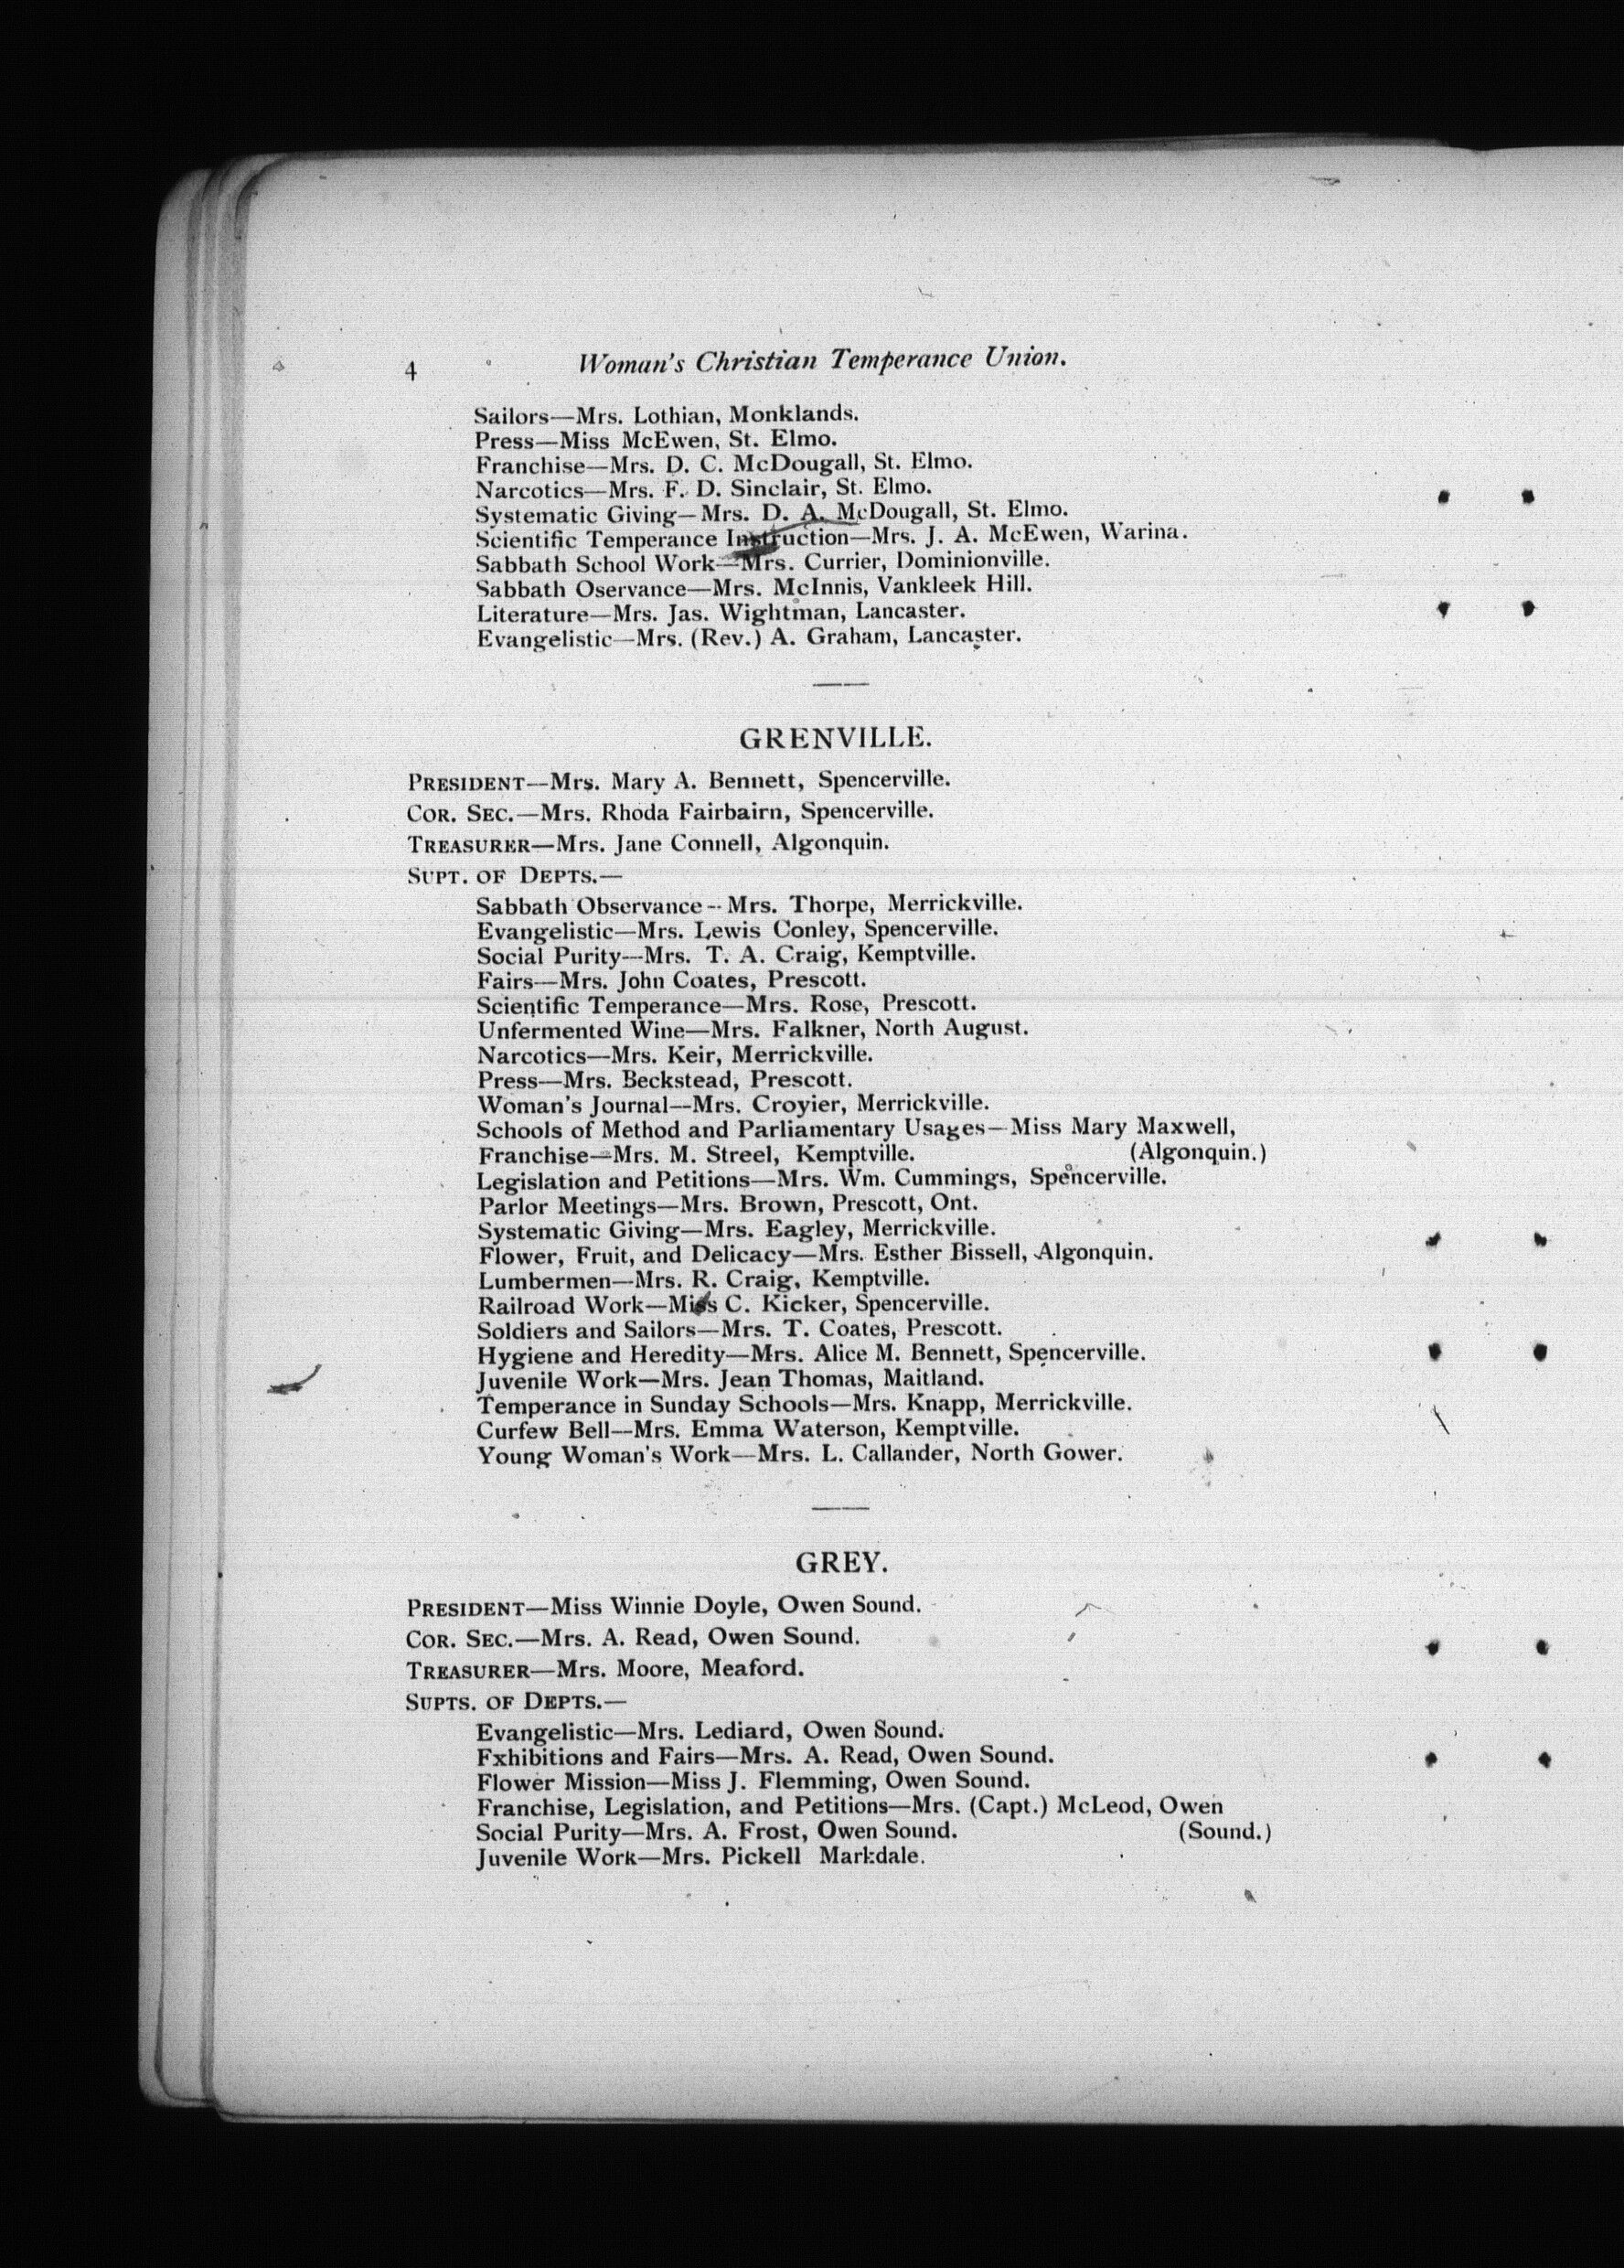 4 Woman's Christian Temperance Union.
Sailors—Mrs. Lothian, Monklands.
Press—Miss McEwen, St. Elmo.
Franchise—Mrs. D. C. McDougall, St. Elmo.
Narcotics—Mrs. F. D. Sinclair, St. Elmo.
Systematic Giving—Mrs. D. A. McDougall, St. Elmo.
Scientific Temperance Instruction—Mrs. J. A. McEwen, Warina.
Sabbath School Work—Mrs. Currier, Dominionville.
Sabbath Oservance—Mrs. McInnis, Vankleek Hill.
Literature—Mrs. Jas. Wightman, Lancaster.
Evangelistic—Mrs. (Rev.) A. Graham, Lancaster.
GRENVILLE.
PRESIDENT—Mrs. Mary A. Bennett, Spencerville.
COR. SEC.—Mrs. Rhoda Fairbairn, Spencerville.
TREASURER—Mrs. Jane Connell, Algonquin.
SUPT. OF DEPTS.—
Sabbath Observance—Mrs. Thorpe, Merrickville.
Evangelistic—Mrs. Lewis Conley, Spencerville.
Social Purity—Mrs. T. A. Craig, Kemptville.
Fairs—Mrs. John Coates, Prescott.
Scientific Temperance—Mrs. Rose, Prescott.
Unfermented Wine—Mrs. Falkner, North August.
Narcotics—Mrs. Keir, Merrickville.
Press—Mrs. Beckstead, Prescott.
Woman's Journal—Mrs. Croyier, Merrickville.
Schools of Method and Parliamentary Usages—Miss Mary Maxwell,
Franchise—Mrs. M. Streel, Kemptville. (Algonquin.)
Legislation and Petitions—Mrs. Wm. Cummings, Spencerville.
Parlor Meetings—Mrs. Brown, Prescott, Ont.
Systematic Giving—Mrs. Eagley, Merrickville.
Flower, Fruit, and Delicacy—Mrs. Esther Bissell, Algonquin.
Lumbermen—Mrs. R. Craig, Kemptville.
Railroad Work—Miss C. Kicker, Spencerville.
Soldiers and Sailors—Mrs. T. Coates, Prescott.
Hygiene and Heredity—Mrs. Alice M. Bennett, Spencerville.
Juvenile Work—Mrs. Jean Thomas, Maitland.
Temperance in Sunday Schools—Mrs. Knapp, Merrickville.
Curfew Bell—Mrs. Emma Waterson, Kemptville.
Young Woman's Work—Mrs. L. Callander, North Gower.
GREY.
PRESIDENT—Miss Winnie Doyle, Owen Sound.
COR. SEC.—Mrs. A. Read, Owen Sound.
TREASURER—Mrs. Moore, Meaford.
SUPTS. OF DEPTS.—
Evangelistic—Mrs. Lediard, Owen Sound.
Fxhibitions and Fairs—Mrs. A. Read, Owen Sound.
Flower Mission—Miss J. Flemming, Owen Sound.
Franchise, Legislation, and Petitions—Mrs. (Capt.) McLeod, Owen
Social Purity—Mrs. A. Frost, Owen Sound. (Sound.)
Juvenile Work—Mrs. Pickell Markdale.